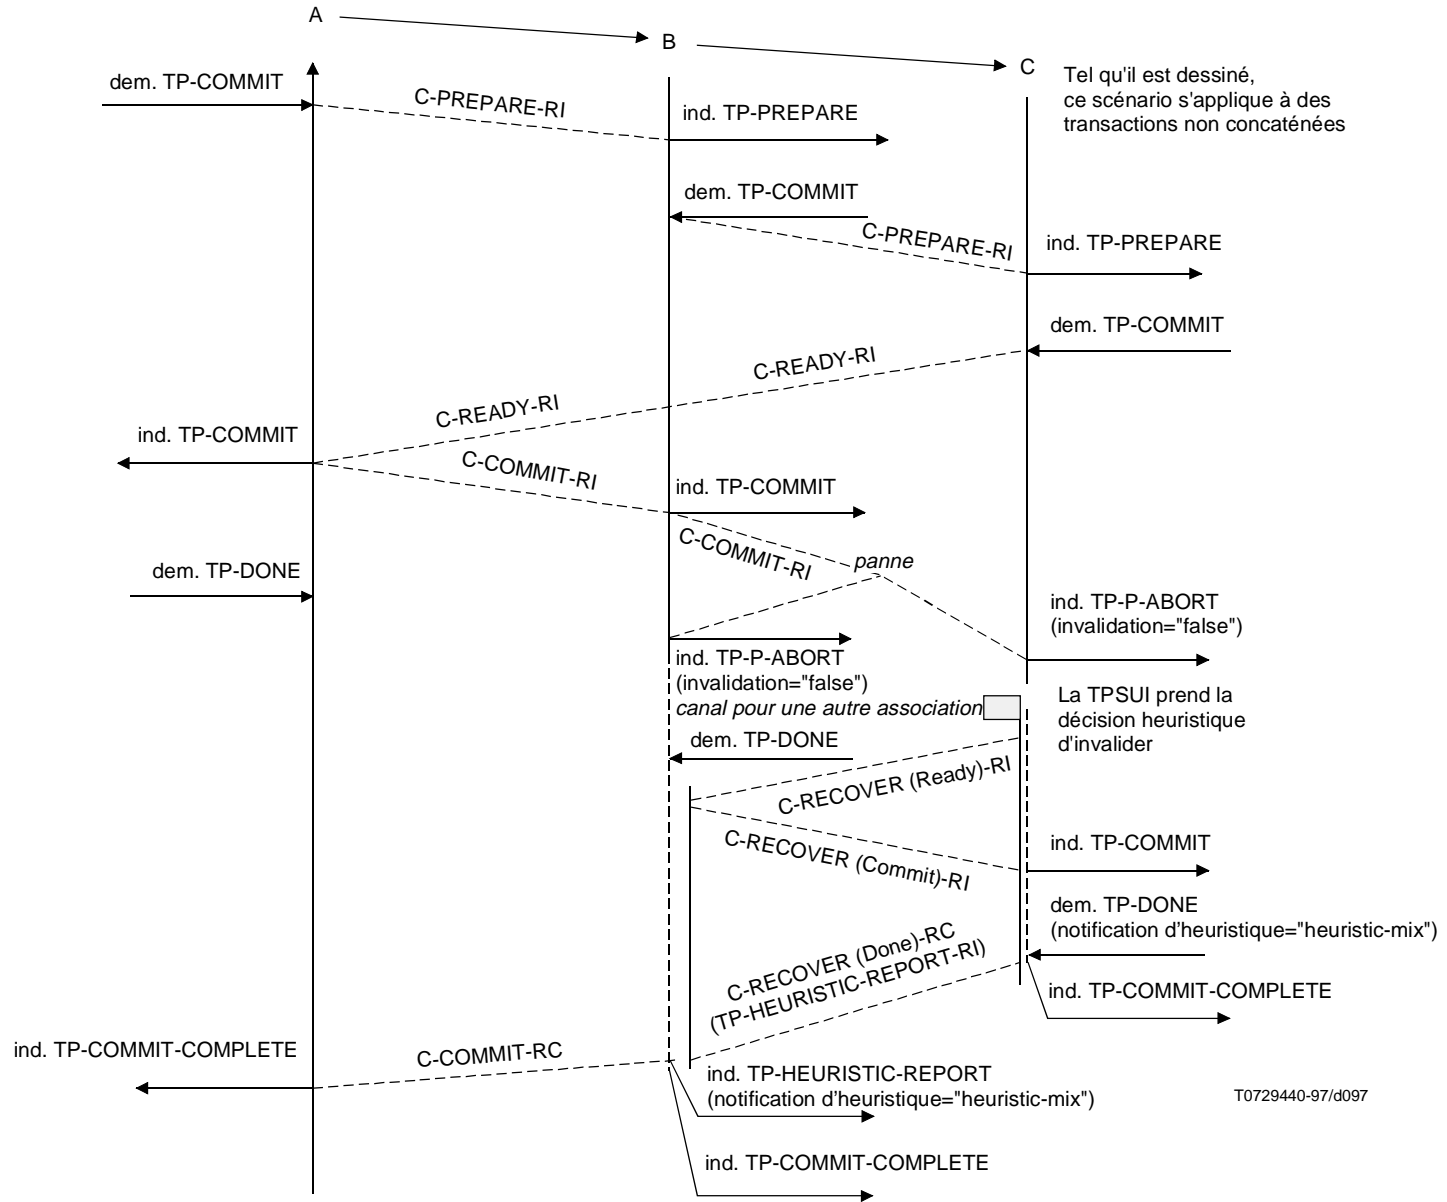 A
B
C
Tel qu'il est dessiné,
ce scénario s'applique à des
transactions non concaténées
dem. TP-COMMIT
C-PREPARE-RI
ind. TP-PREPARE
dem. TP-COMMIT
C-PREPARE-RI
ind. TP-PREPARE
dem. TP-COMMIT
C-READY-RI
C-READY-RI
ind. TP-COMMIT
C-COMMIT-RI
ind. TP-COMMIT
C-COMMIT-RI
panne
dem. TP-DONE
ind. TP-P-ABORT
(invalidation="false")
ind. TP-P-ABORT
(invalidation="false")
canal pour une autre association
La TPSUI prend la
décision heuristique
d'invalider
dem. TP-DONE
C-RECOVER (Ready)-RI
C-RECOVER (Commit)-RI
ind. TP-COMMIT
dem. TP-DONE
(notification d'heuristique="heuristic-mix")
C-RECOVER (Done)-RC
(TP-HEURISTIC-REPORT-RI)
ind. TP-COMMIT-COMPLETE
ind. TP-COMMIT-COMPLETE
C-COMMIT-RC
ind. TP-HEURISTIC-REPORT
(notification d'heuristique="heuristic-mix")
T0729440-97/d097
ind. TP-COMMIT-COMPLETE